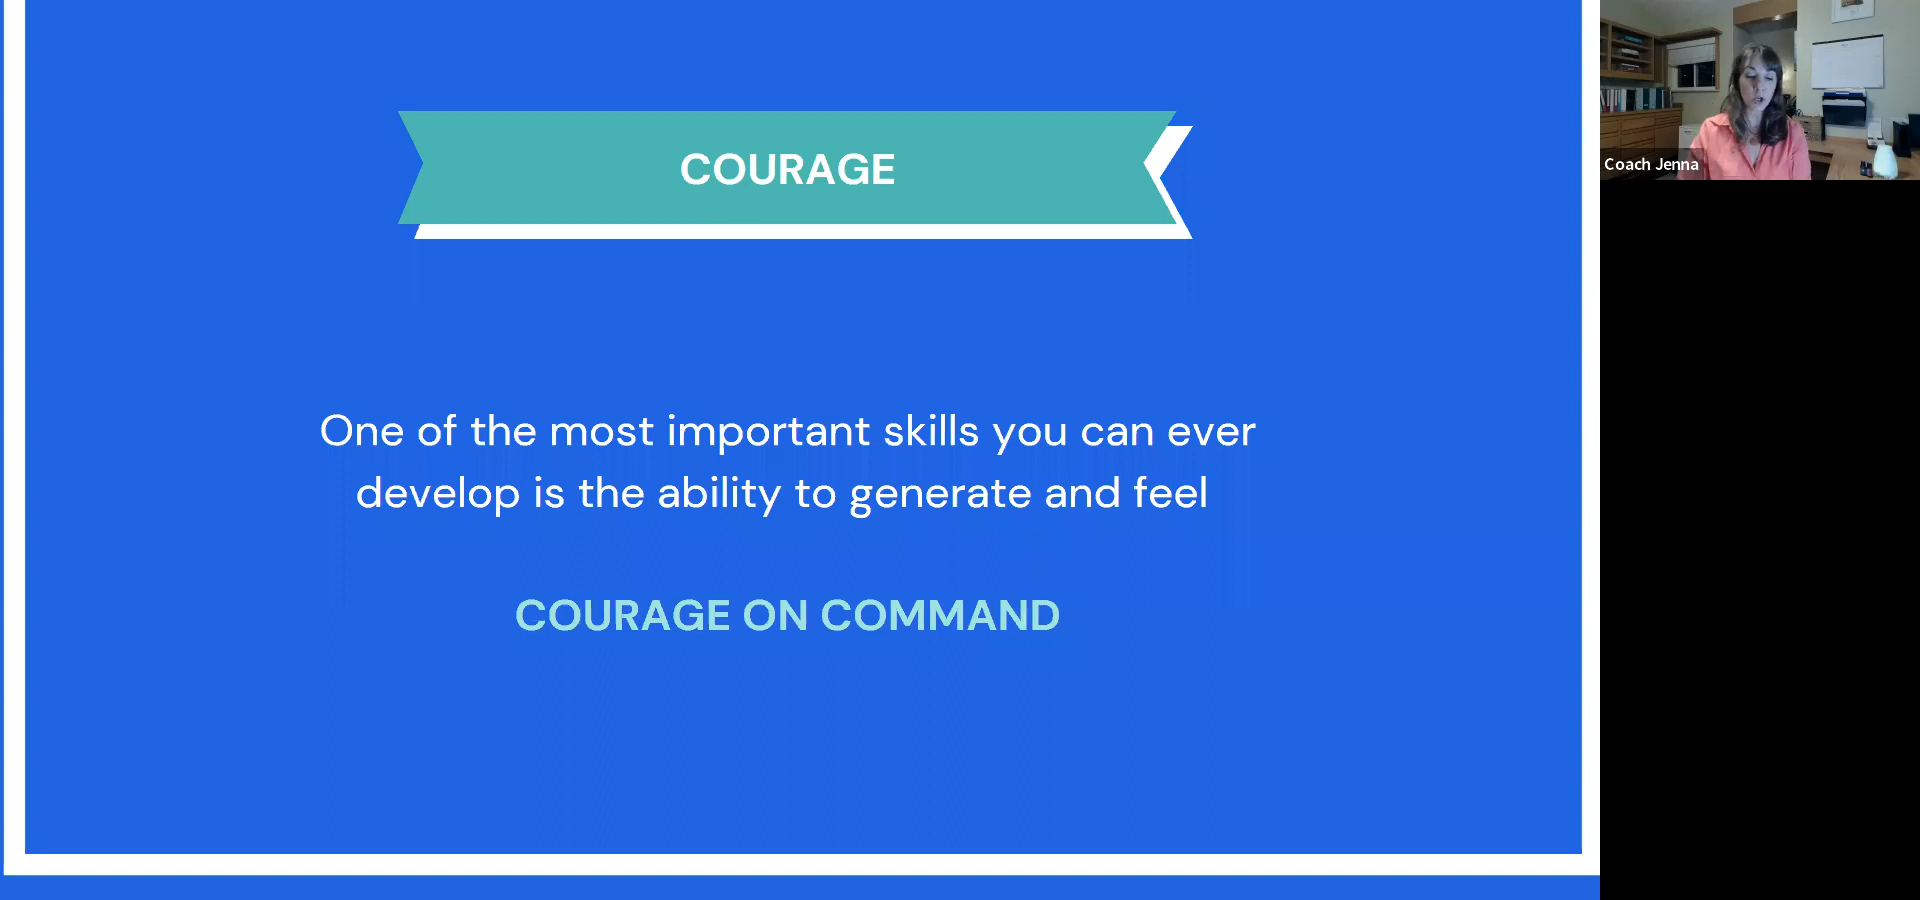 COURAGE
One of the most important skills you can ever
develop is the ability to generate and feel
COURAGE ON COMMAND
Coach Jenna